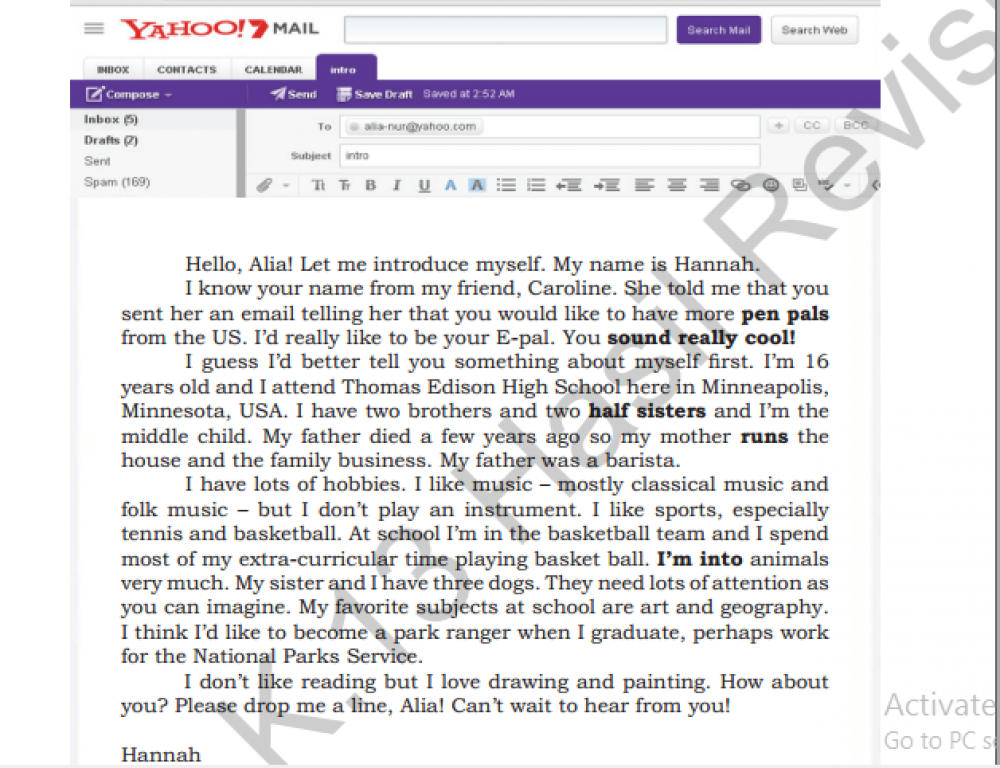 YAHOO!7 MAIL
Search Mail Search Web
INBOX CONTACTS CALENDAR intro
Compose Send Save Draft Saved at 2:52 AM
Inbox (5)
To alia-nur@yahoo.com + CC BCC
Drafts (2)
Sent
Subject intro
Spam (169)
Tt Tr B I U A A
Hello, Alia! Let me introduce myself. My name is Hannah.
I know your name from my friend, Caroline. She told me that you
sent her an email telling her that you would like to have more pen pals
from the US. I'd really like to be your E-pal. You sound really cool!
I guess I'd better tell you something about myself first. I'm 16
years old and I attend Thomas Edison High School here in Minneapolis,
Minnesota, USA. I have two brothers and two half sisters and I'm the
middle child. My father died a few years ago so my mother runs the
house and the family business. My father was a barista.
I have lots of hobbies. I like music – mostly classical music and
folk music – but I don't play an instrument. I like sports, especially
tennis and basketball. At school I'm in the basketball team and I spend
most of my extra-curricular time playing basket ball. I'm into animals
very much. My sister and I have three dogs. They need lots of attention as
you can imagine. My favorite subjects at school are art and geography.
I think I'd like to become a park ranger when I graduate, perhaps work
for the National Parks Service.
I don't like reading but I love drawing and painting. How about
you? Please drop me a line, Alia! Can't wait to hear from you!
Hannah
K.13 Hasil Revis
Activate
Go to PC s